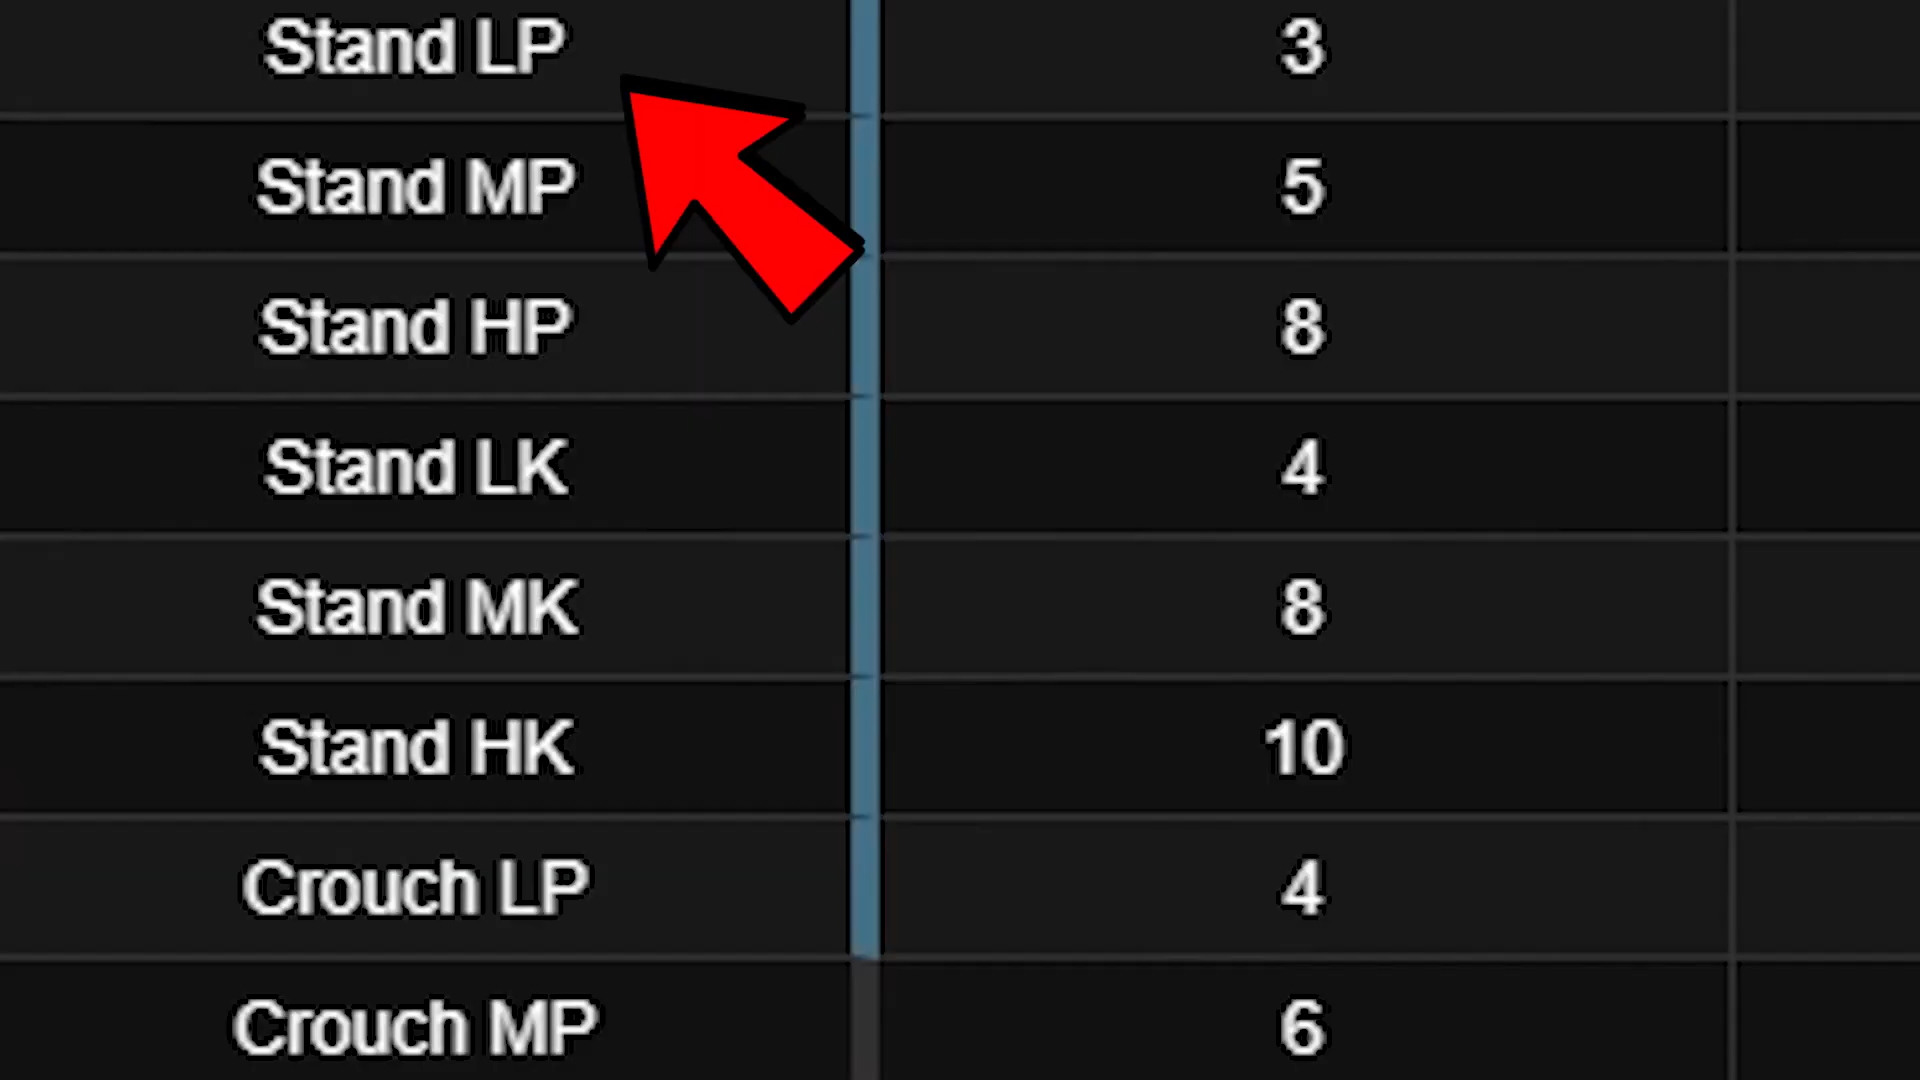 Stand LP 3
Stand MP 5
Stand HP 8
Stand LK 4
Stand MK 8
Stand HK 10
Crouch LP 4
Crouch MP 6